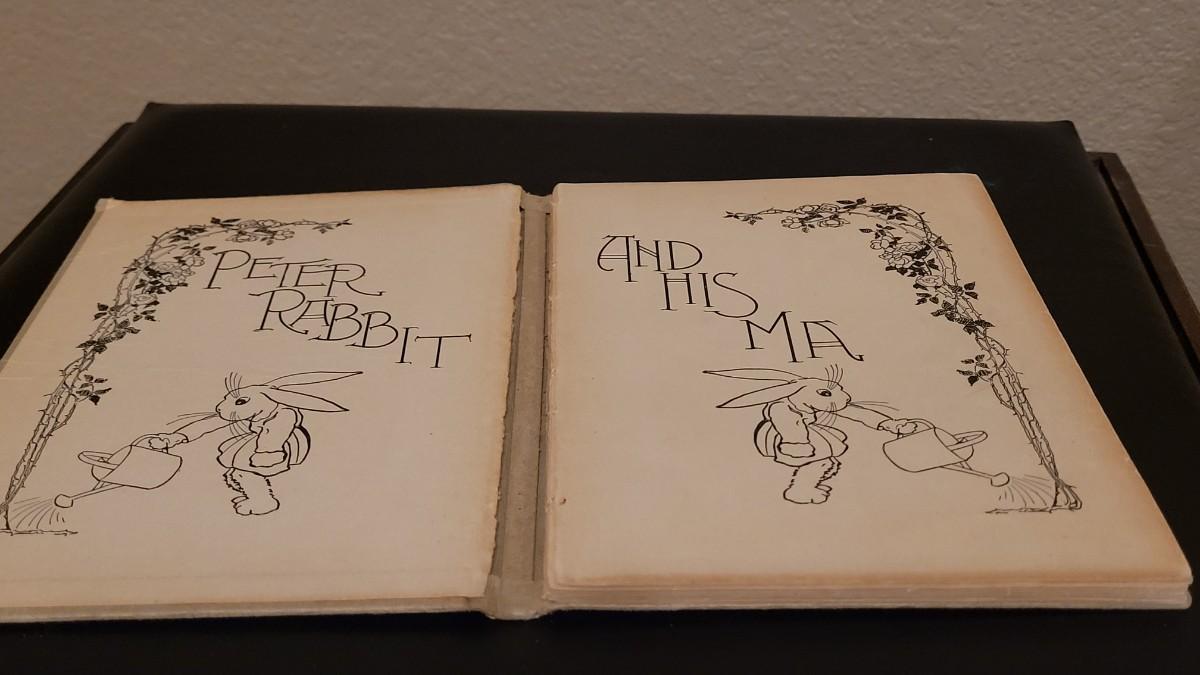 PETER
RABBIT
AND
HIS
MA